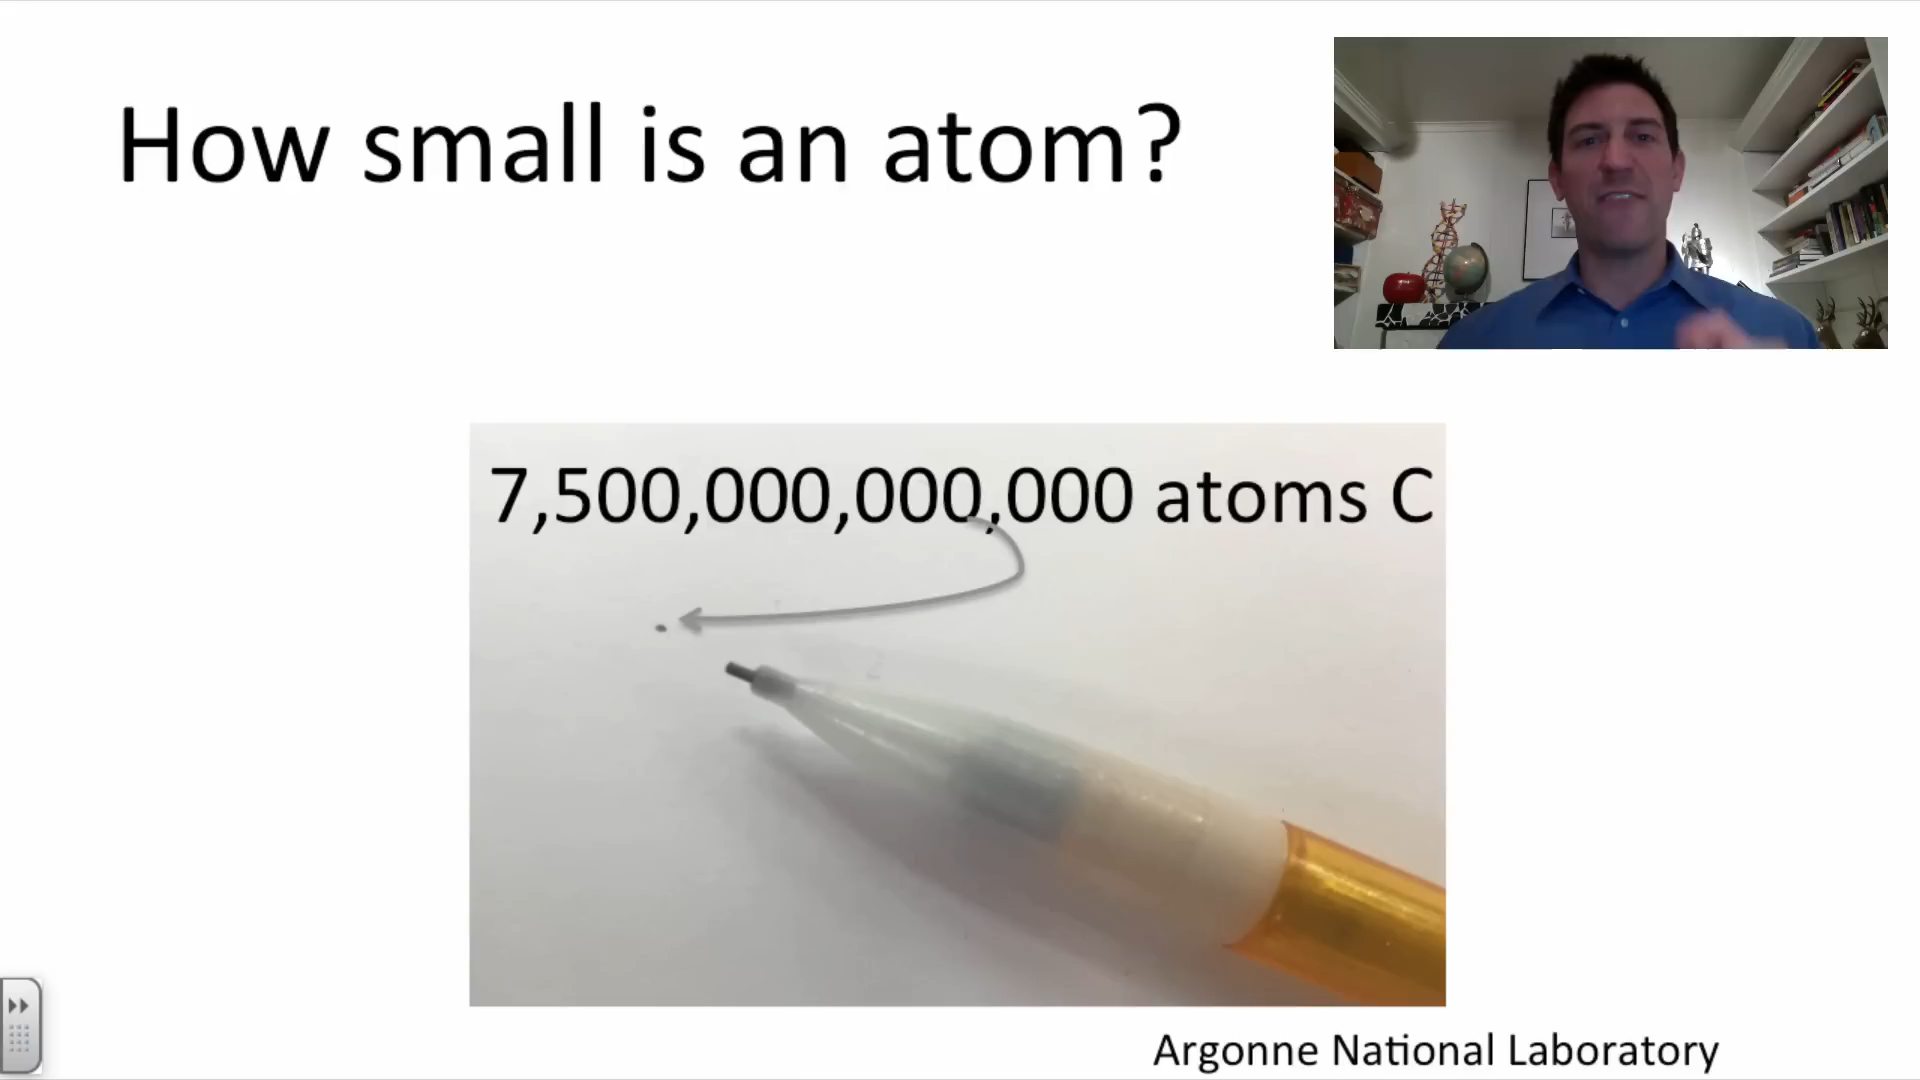 How small is an atom?
7,500,000,000,000 atoms C
Argonne National Laboratory